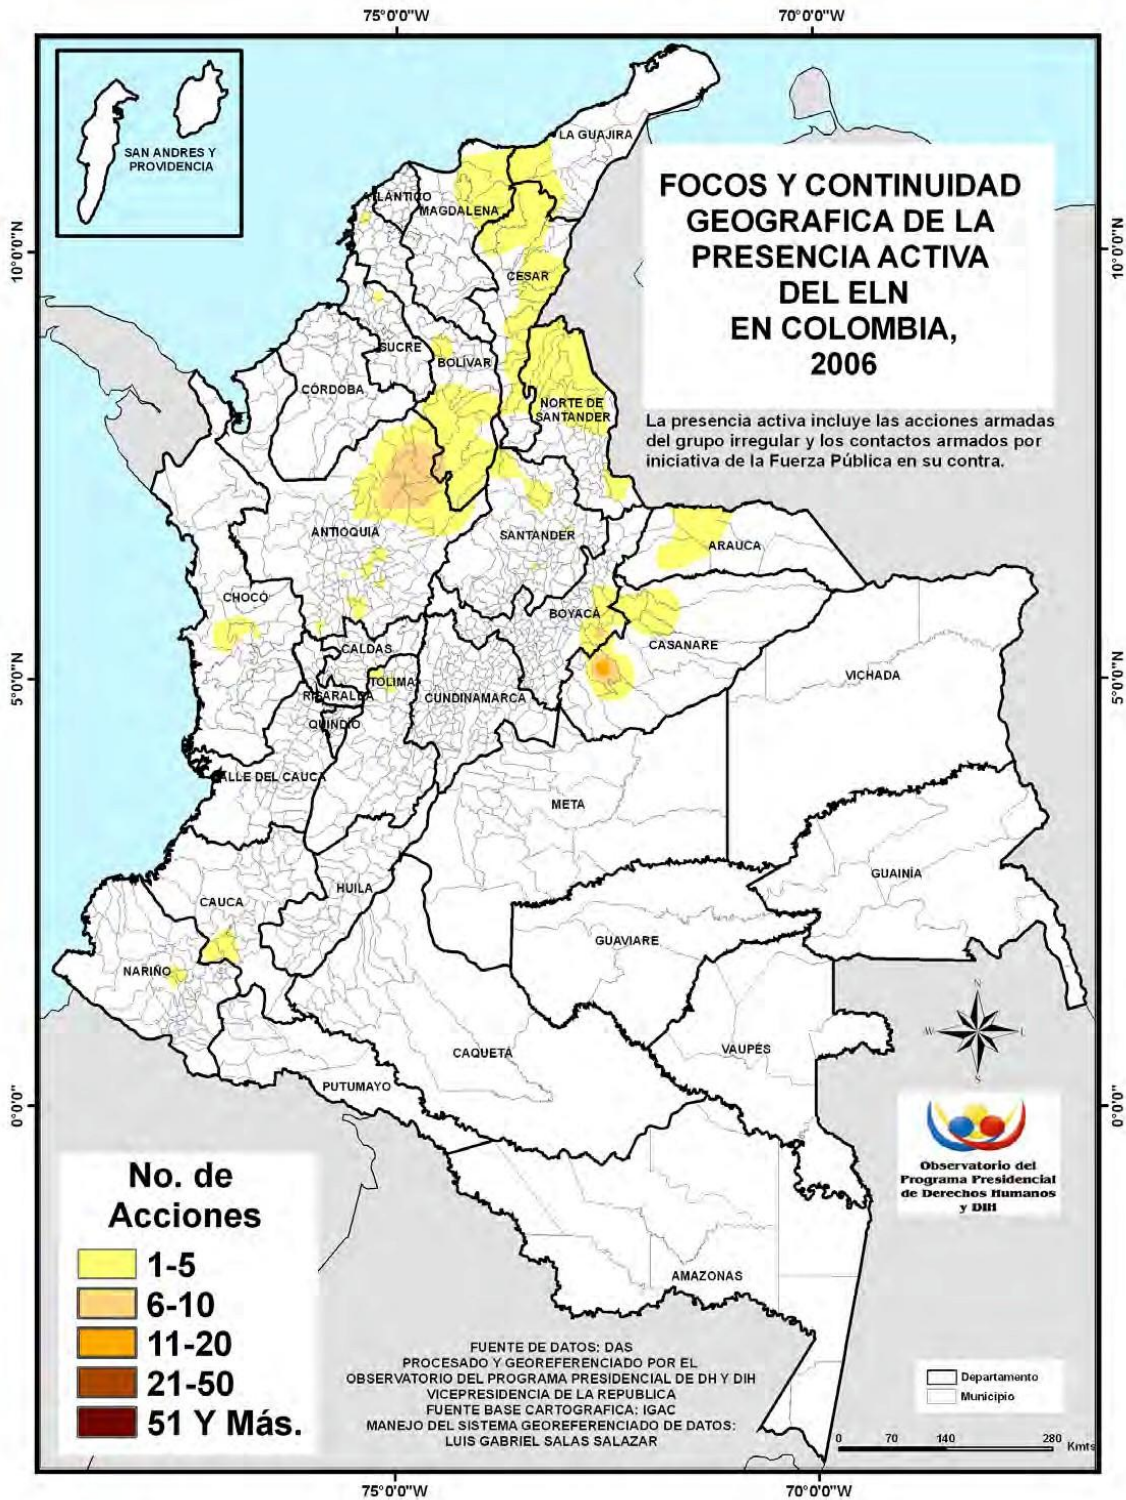 75°0'0"W
70°0'0"W
SAN ANDRES Y
PROVIDENCIA
LA GUAJIRA
FOCOS Y CONTINUIDAD
GEOGRAFICA DE LA
PRESENCIA ACTIVA
DEL ELN
EN COLOMBIA,
2006
La presencia activa incluye las acciones armadas
del grupo irregular y los contactos armados por
iniciativa de la Fuerza Pública en su contra.
ATLÁNTICO
MAGDALENA
10°0'0"N
10°0'0"N
CESAR
SUCRE
BOLÍVAR
CÓRDOBA
NORTE DE
SANTANDER
ANTIOQUIA
SANTANDER
ARAUCA
CHOCÓ
BOYACÁ
CASANARE
CALDAS
VICHADA
5°0'0"N
5°0'0"N
TOLIMA
RISARALDA
CUNDINAMARCA
QUINDÍO
ALLE DEL CAUCA
META
HUILA
GUAINÍA
CAUCA
GUAVIARE
NARIÑO
N
W
L
S
CAQUETÁ
VAUPÉS
PUTUMAYO
0°0'0"
0°0'0"
Observatorio del
Programa Presidencial
de Derechos Humanos
y DIH
No. de
Acciones
1-5
6-10
11-20
21-50
51 Y Más.
AMAZONAS
FUENTE DE DATOS: DAS
PROCESADO Y GEOREFERENCIADO POR EL
OBSERVATORIO DEL PROGRAMA PRESIDENCIAL DE DH Y DIH
VICEPRESIDENCIA DE LA REPUBLICA
FUENTE BASE CARTOGRAFICA: IGAC
MANEJO DEL SISTEMA GEOREFERENCIADO DE DATOS:
LUIS GABRIEL SALAS SALAZAR
Departamento
Municipio
0 70 140 280
Kmts
75°0'0"W
70°0'0"W